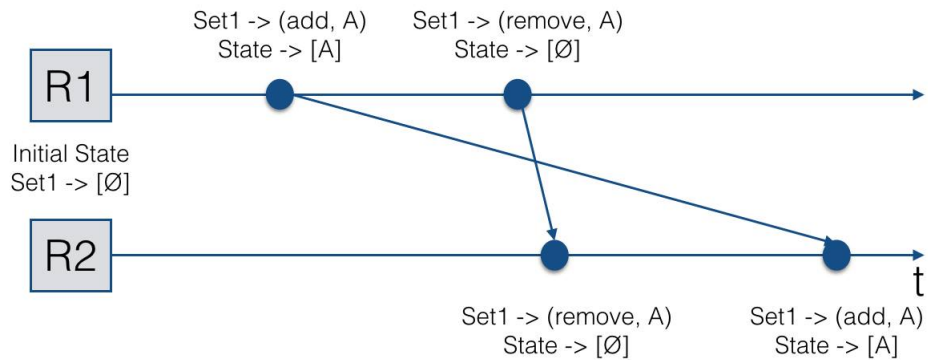 Set1 -> (add, A)
State -> [A]
Set1 -> (remove, A)
State -> [Ø]
R1
Initial State
Set1 -> [Ø]
R2
t
Set1 -> (remove, A)
State -> [Ø]
Set1 -> (add, A)
State -> [A]